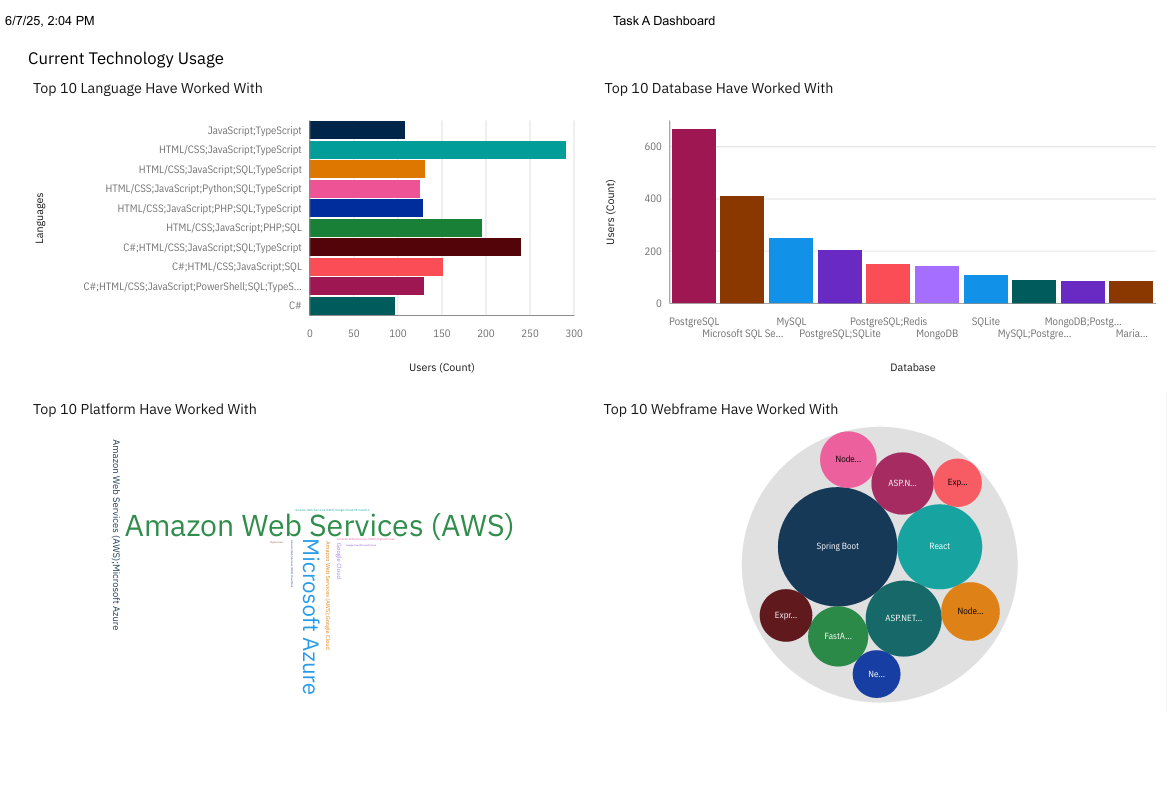 6/7/25, 2:04 PM
Task A Dashboard
Current Technology Usage
Top 10 Language Have Worked With
Languages
JavaScript;TypeScript
HTML/CSS;JavaScript;TypeScript
HTML/CSS;JavaScript;SQL;TypeScript
HTML/CSS;JavaScript;Python;SQL;TypeScript
HTML/CSS;JavaScript;PHP;SQL;TypeScript
HTML/CSS;JavaScript;PHP;SQL
C#;HTML/CSS;JavaScript;SQL;TypeScript
C#;HTML/CSS;JavaScript;SQL
C#;HTML/CSS;JavaScript;PowerShell;SQL;TypeS...
C#
0 50 100 150 200 250 300
Users (Count)
Top 10 Database Have Worked With
Users (Count)
600
400
200
0
PostgreSQL MySQL PostgreSQL;Redis SQLite MongoDB;Postg...
Microsoft SQL Se... PostgreSQL;SQLite MongoDB MySQL;Postgre... Maria...
Database
Top 10 Platform Have Worked With
Amazon Web Services (AWS);Microsoft Azure
Amazon Web Services (AWS)
Microsoft Azure
Amazon Web Services (AWS);Google Cloud
Google Cloud
Top 10 Webframe Have Worked With
Node...
ASP.N...
Exp...
Spring Boot
React
Expr...
FastA...
ASP.NET...
Node...
Ne...